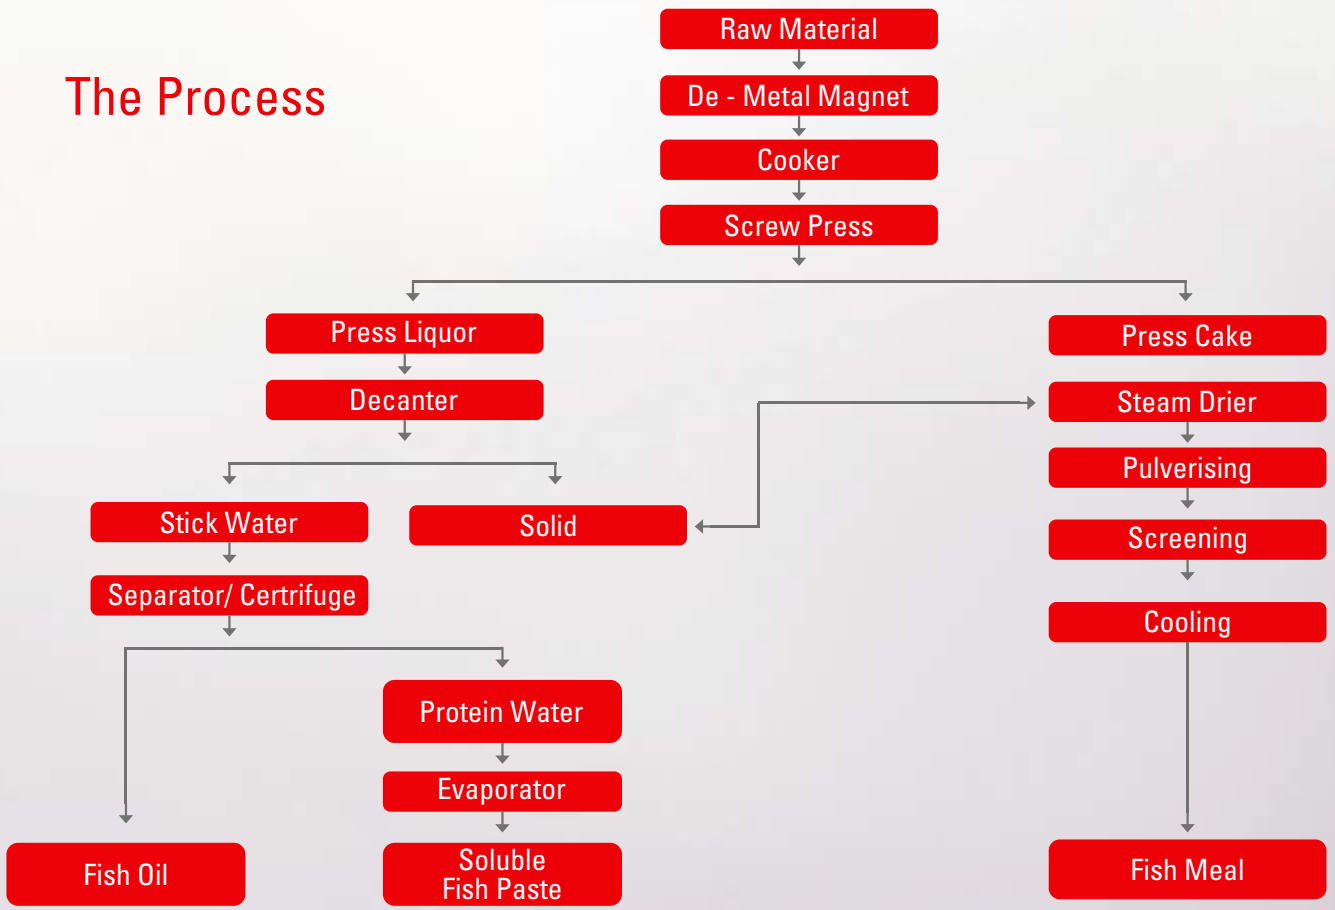 The Process
Raw Material
De - Metal Magnet
Cooker
Screw Press
Press Liquor
Press Cake
Decanter
Steam Drier
Pulverising
Stick Water
Solid
Screening
Separator/ Certrifuge
Cooling
Protein Water
Evaporator
Fish Oil
Soluble
Fish Paste
Fish Meal